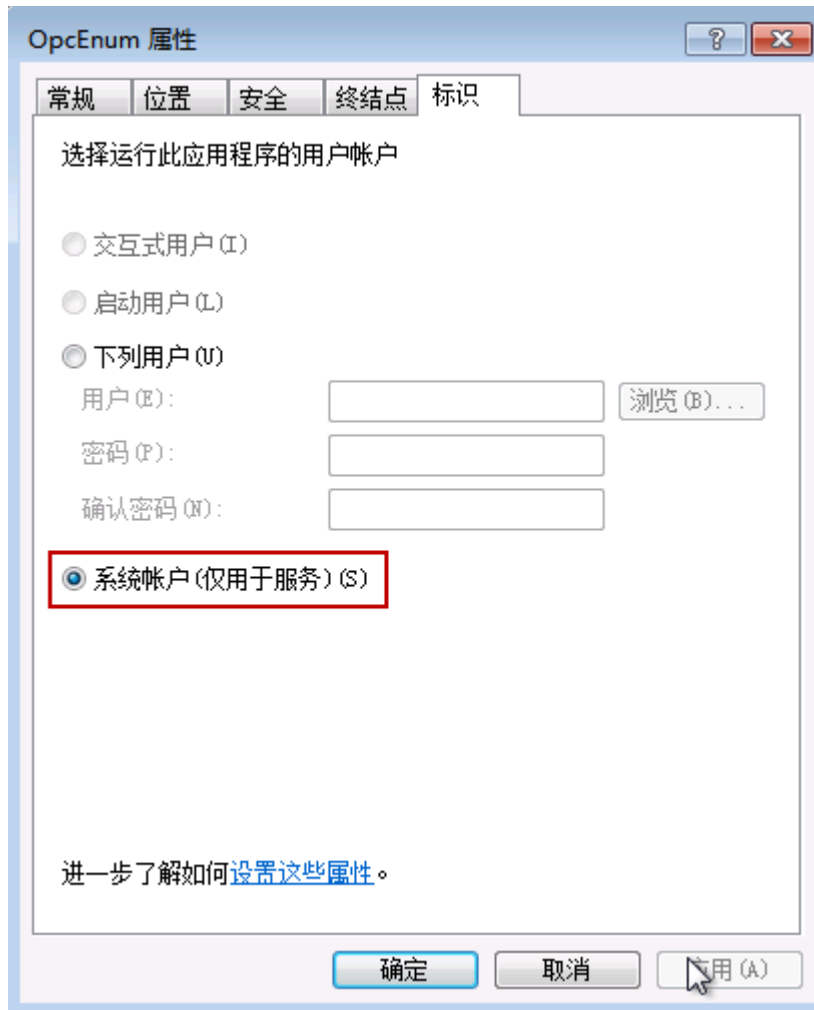 OpcEnum 属性
常规 位置 安全 终结点 标识
选择运行此应用程序的用户帐户
交互式用户(I)
启动用户(L)
下列用户(U)
用户(E): 浏览(B)...
密码(P):
确认密码(N):
系统帐户(仅用于服务)(S)
进一步了解如何设置这些属性。
确定 取消 应用(A)